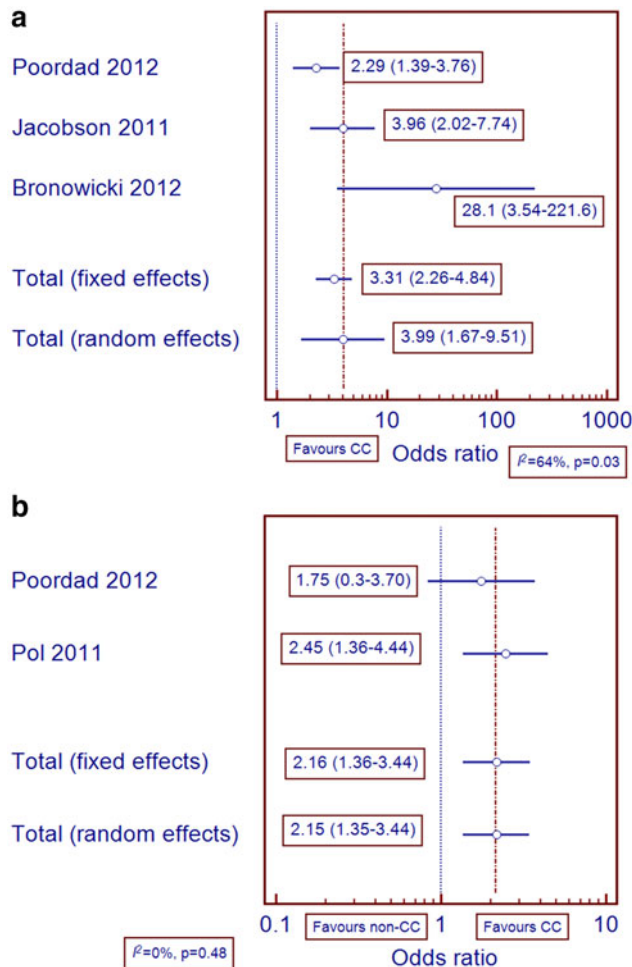 a
Poordad 2012 2.29 (1.39-3.76)
Jacobson 2011 3.96 (2.02-7.74)
Bronowicki 2012
28.1 (3.54-221.6)
Total (fixed effects) 3.31 (2.26-4.84)
Total (random effects) 3.99 (1.67-9.51)
1 10 100 1000
Favours CC Odds ratio I²=64%, p=0.03
b
Poordad 2012 1.75 (0.3-3.70)
Pol 2011 2.45 (1.36-4.44)
Total (fixed effects) 2.16 (1.36-3.44)
Total (random effects) 2.15 (1.35-3.44)
0.1 Favours non-CC 1 Favours CC 10
I²=0%, p=0.48 Odds ratio